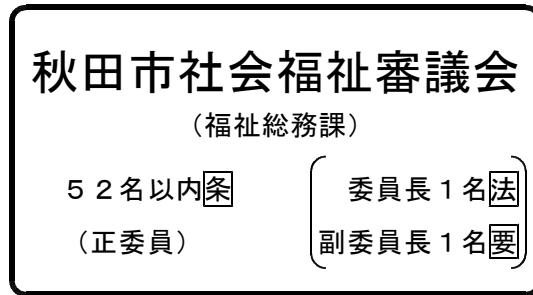 秋田市社会福祉審議会
（福祉総務課）
５２名以内条
委員長１名法
（正委員）
副委員長１名要